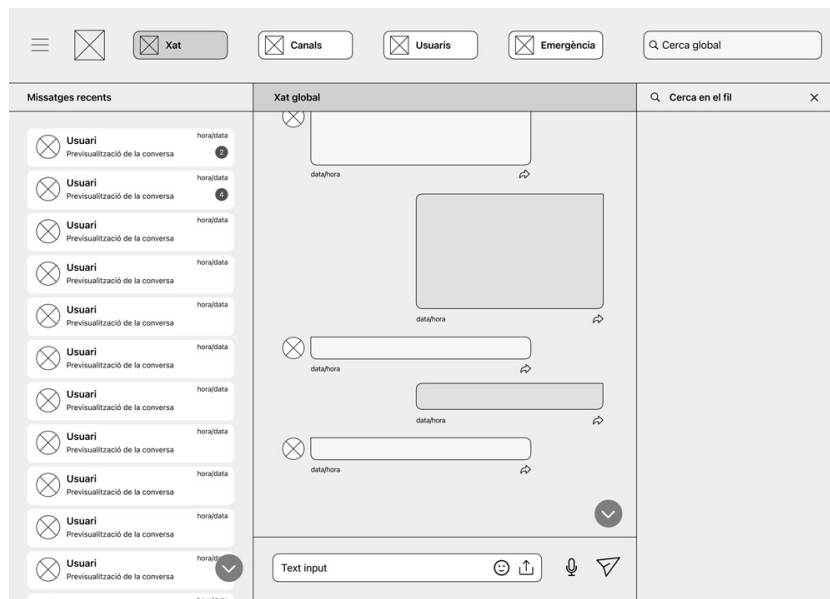 Xat
Canals
Usuaris
Emergència
Cerca global
Missatges recents
Xat global
Cerca en el fil
Usuari
hora/data
Previsualització de la conversa
2
Usuari
hora/data
Previsualització de la conversa
4
Usuari
hora/data
Previsualització de la conversa
Usuari
hora/data
Previsualització de la conversa
Usuari
hora/data
Previsualització de la conversa
Usuari
hora/data
Previsualització de la conversa
Usuari
hora/data
Previsualització de la conversa
Usuari
hora/data
Previsualització de la conversa
Usuari
hora/data
Previsualització de la conversa
Usuari
hora/data
Previsualització de la conversa
Usuari
Previsualització de la conversa
data/hora
data/hora
data/hora
data/hora
data/hora
Text input